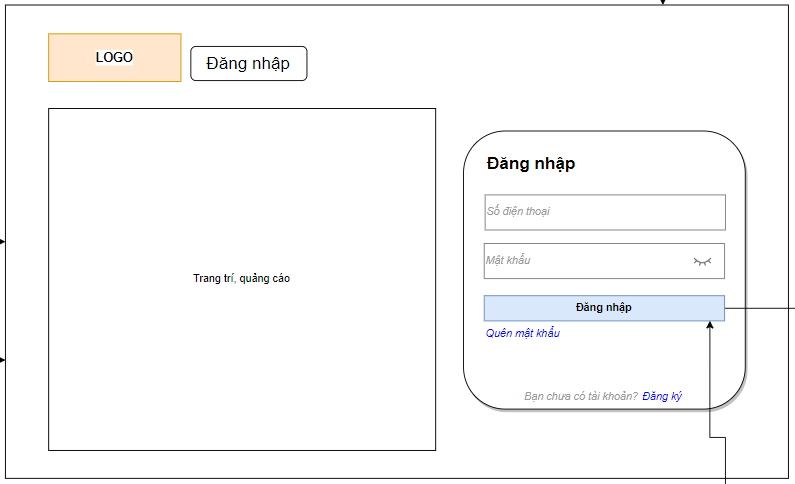 LOGO
Đăng nhập
Đăng nhập
Số điện thoại
Mật khẩu
Trang trí, quảng cáo
Đăng nhập
Quên mật khẩu
Bạn chưa có tài khoản? Đăng ký